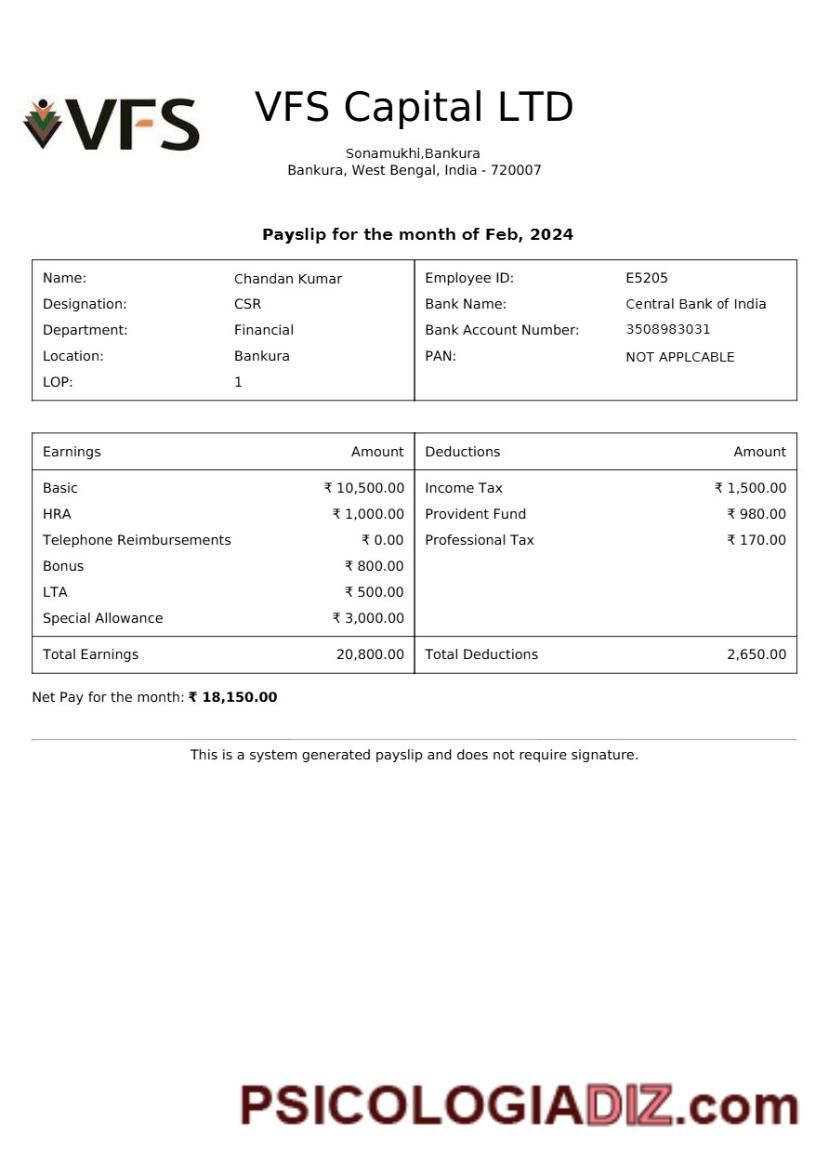 VFS
VFS Capital LTD
Sonamukhi,Bankura
Bankura, West Bengal, India - 720007
Payslip for the month of Feb, 2024
Name: Chandan Kumar Employee ID: E5205
Designation: CSR Bank Name: Central Bank of India
Department: Financial Bank Account Number: 3508983031
Location: Bankura PAN: NOT APPLCABLE
LOP: 1
Earnings Amount Deductions Amount
Basic ₹ 10,500.00 Income Tax ₹ 1,500.00
HRA ₹ 1,000.00 Provident Fund ₹ 980.00
Telephone Reimbursements ₹ 0.00 Professional Tax ₹ 170.00
Bonus ₹ 800.00
LTA ₹ 500.00
Special Allowance ₹ 3,000.00
Total Earnings 20,800.00 Total Deductions 2,650.00
Net Pay for the month: ₹ 18,150.00
This is a system generated payslip and does not require signature.
PSICOLOGIADIZ.com